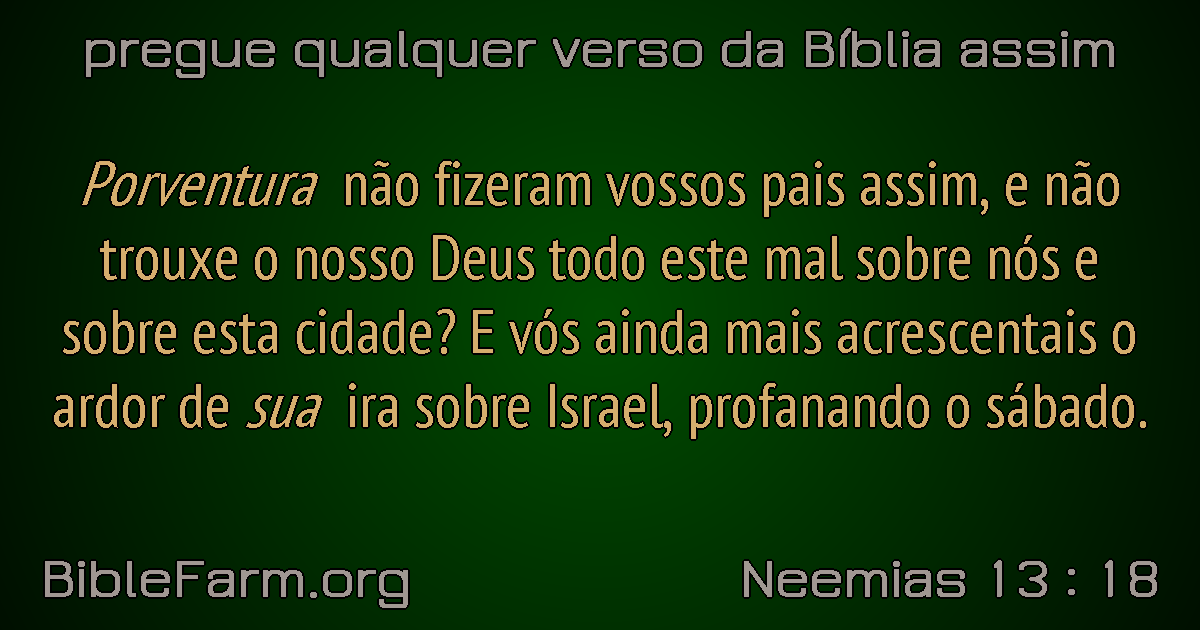 pregue qualquer verso da Bíblia assim
Porventura não fizeram vossos pais assim, e não
trouxe o nosso Deus todo este mal sobre nós e
sobre esta cidade? E vós ainda mais acrescentais o
ardor de sua ira sobre Israel, profanando o sábado.
BibleFarm.org
Neemias 13 : 18